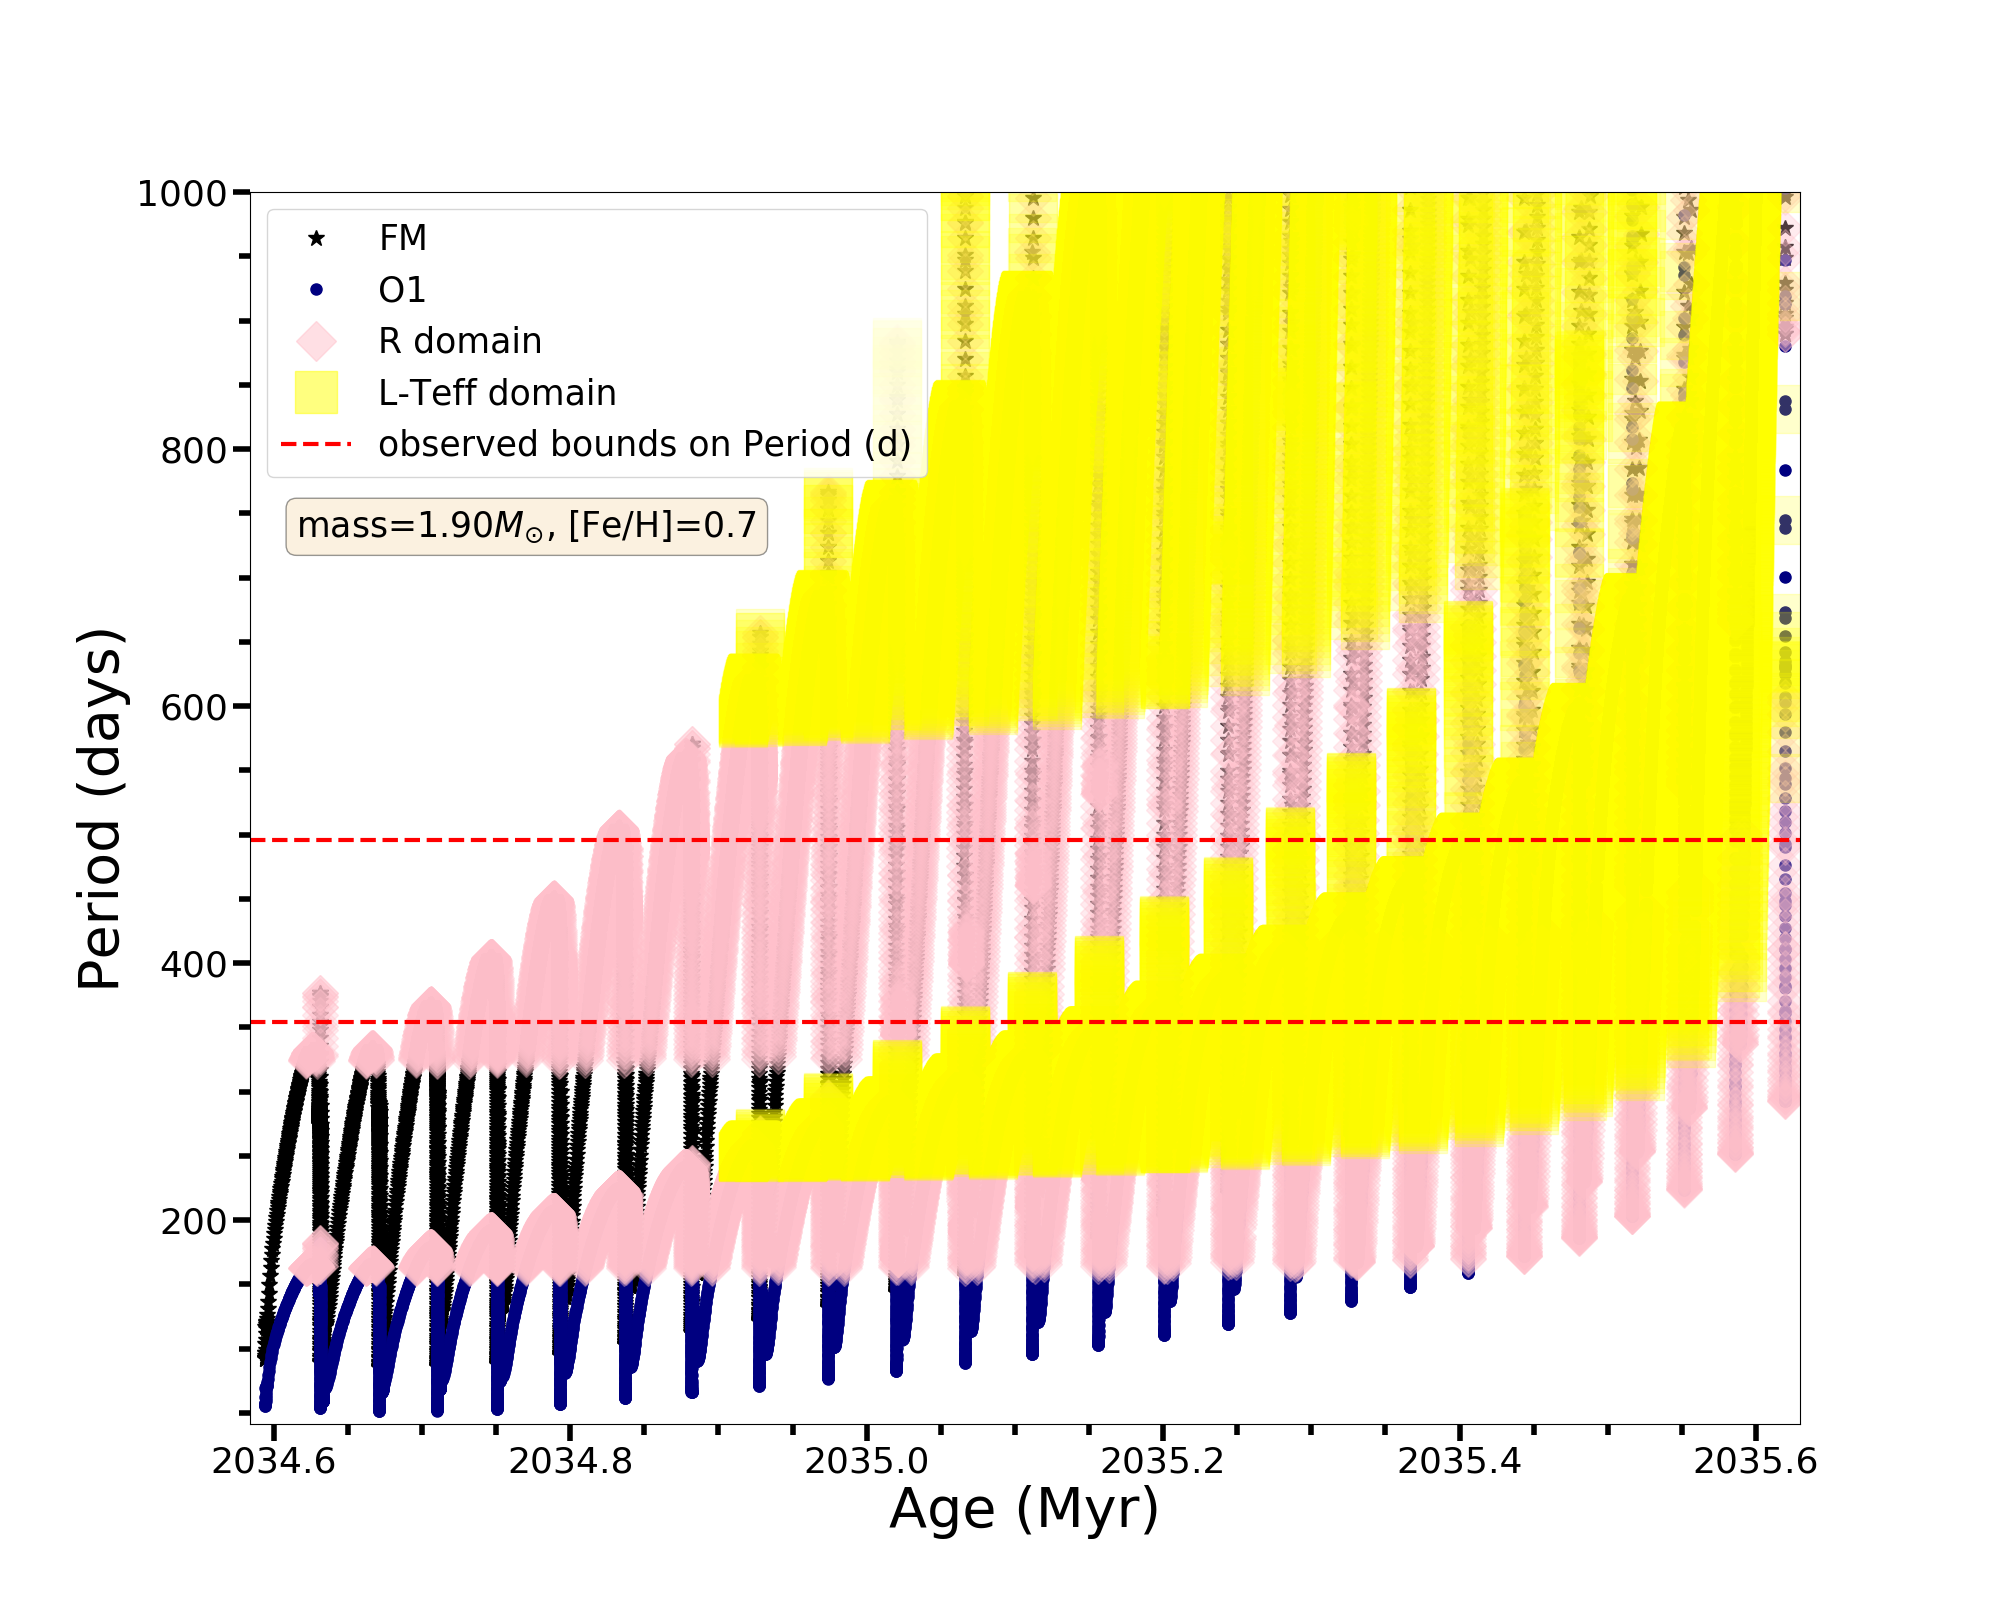 1000
800
600
400
200
Period (days)
FM
O1
R domain
L-Teff domain
observed bounds on Period (d)
mass=1.90M⊙, [Fe/H]=0.7
2034.6 2034.8 2035.0 2035.2 2035.4 2035.6
Age (Myr)